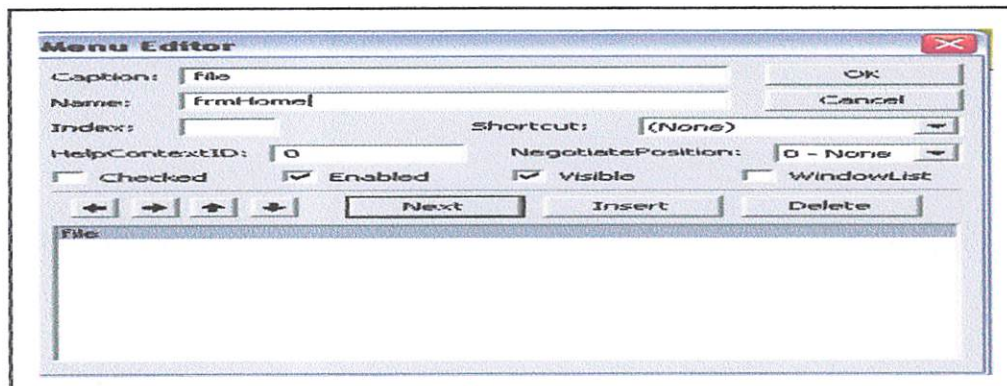 Menu Editor
Caption: File
OK
Name: frmHome
Cancel
Index:
Shortcut: (None)
HelpContextID: 0
NegotiatePosition: 0 - None
Checked Enabled Visible WindowList
Next Insert Delete
File